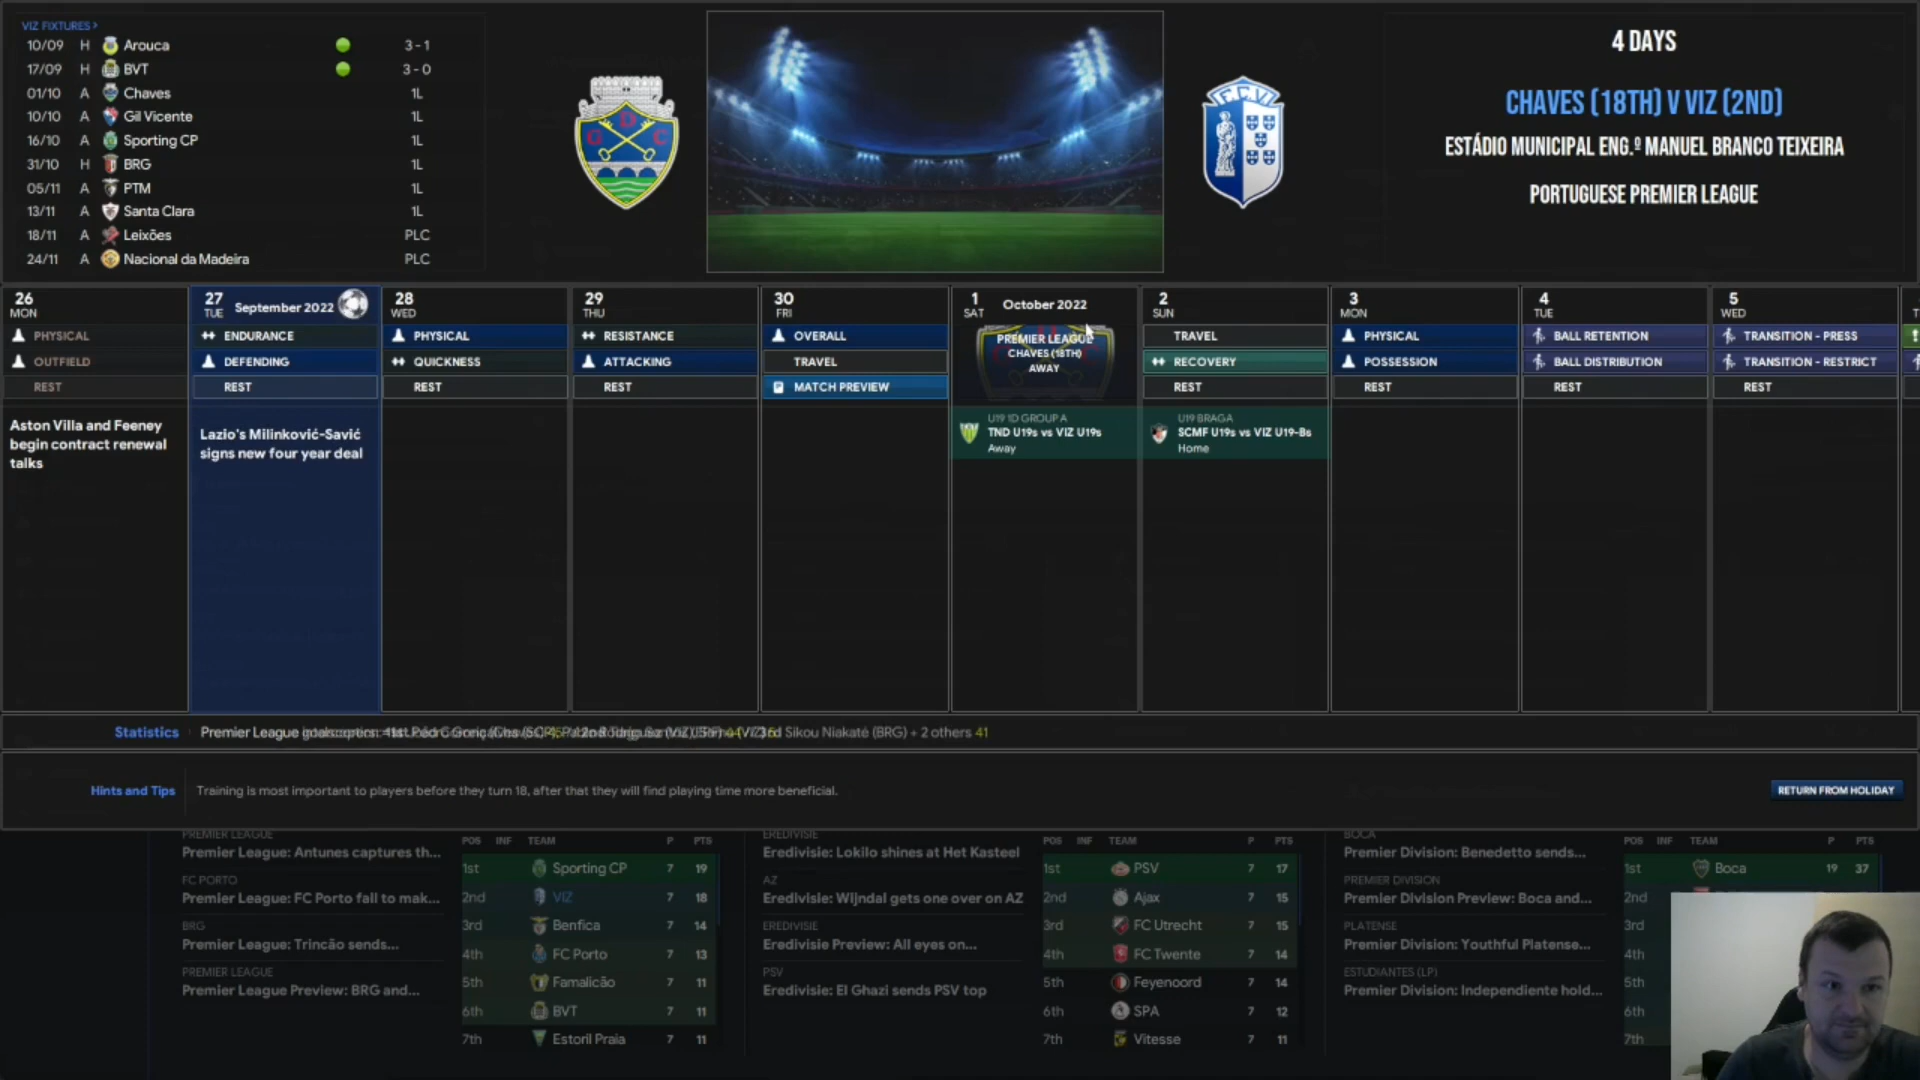 VIZ FIXTURES >
10/09 H Arouca 3 - 1
17/09 H BVT 3 - 0
01/10 A Chaves 1L
10/10 A Gil Vicente 1L
16/10 A Sporting CP 1L
31/10 H BRG 1L
05/11 A PTM 1L
13/11 A Santa Clara 1L
18/11 A Leixões PLC
24/11 A Nacional da Madeira PLC
4 DAYS
CHAVES (18TH) V VIZ (2ND)
ESTÁDIO MUNICIPAL ENG.º MANUEL BRANCO TEIXEIRA
PORTUGUESE PREMIER LEAGUE
26 MON
PHYSICAL
OUTFIELD
REST
Aston Villa and Feeney
begin contract renewal
talks
27 TUE September 2022
ENDURANCE
DEFENDING
REST
Lazio's Milinković-Savić
signs new four year deal
28 WED
PHYSICAL
QUICKNESS
REST
29 THU
RESISTANCE
ATTACKING
REST
30 FRI
OVERALL
TRAVEL
MATCH PREVIEW
1 SAT October 2022
PREMIER LEAGUE
CHAVES (18TH)
AWAY
U19 1D GROUP A
TND U19s vs VIZ U19s
Away
2 SUN
TRAVEL
RECOVERY
REST
U19 BRAGA
SCMF U19s vs VIZ U19-Bs
Home
3 MON
PHYSICAL
POSSESSION
REST
4 TUE
BALL RETENTION
BALL DISTRIBUTION
REST
5 WED
TRANSITION - PRESS
TRANSITION - RESTRICT
REST
Statistics Premier League Sikou Niakaté (BRG) + 2 others 41
Hints and Tips Training is most important to players before they turn 18, after that they will find playing time more beneficial.
RETURN FROM HOLIDAY
PREMIER LEAGUE
Premier League: Antunes captures th...
FC PORTO
Premier League: FC Porto fall to mak...
BRG
Premier League: Trincão sends...
PREMIER LEAGUE
Premier League Preview: BRG and...
POS INF TEAM P PTS
1st Sporting CP 7 19
2nd VIZ 7 18
3rd Benfica 7 14
4th FC Porto 7 13
5th Famalicão 7 11
6th BVT 7 11
7th Estoril Praia 7 11
EREDIVISIE
Eredivisie: Lokilo shines at Het Kasteel
AZ
Eredivisie: Wijndal gets one over on AZ
EREDIVISIE
Eredivisie Preview: All eyes on...
PSV
Eredivisie: El Ghazi sends PSV top
POS INF TEAM P PTS
1st PSV 7 17
2nd Ajax 7 15
3rd FC Utrecht 7 15
4th FC Twente 7 14
5th Feyenoord 7 14
6th SPA 7 12
7th Vitesse 7 11
BOCA
Premier Division: Benedetto sends...
PREMIER DIVISION
Premier Division Preview: Boca and...
PLATENSE
Premier Division: Youthful Platense...
ESTUDIANTES (LP)
Premier Division: Independiente hold...
POS INF TEAM P PTS
1st Boca 19 37
2nd
3rd
4th
5th
6th
7th